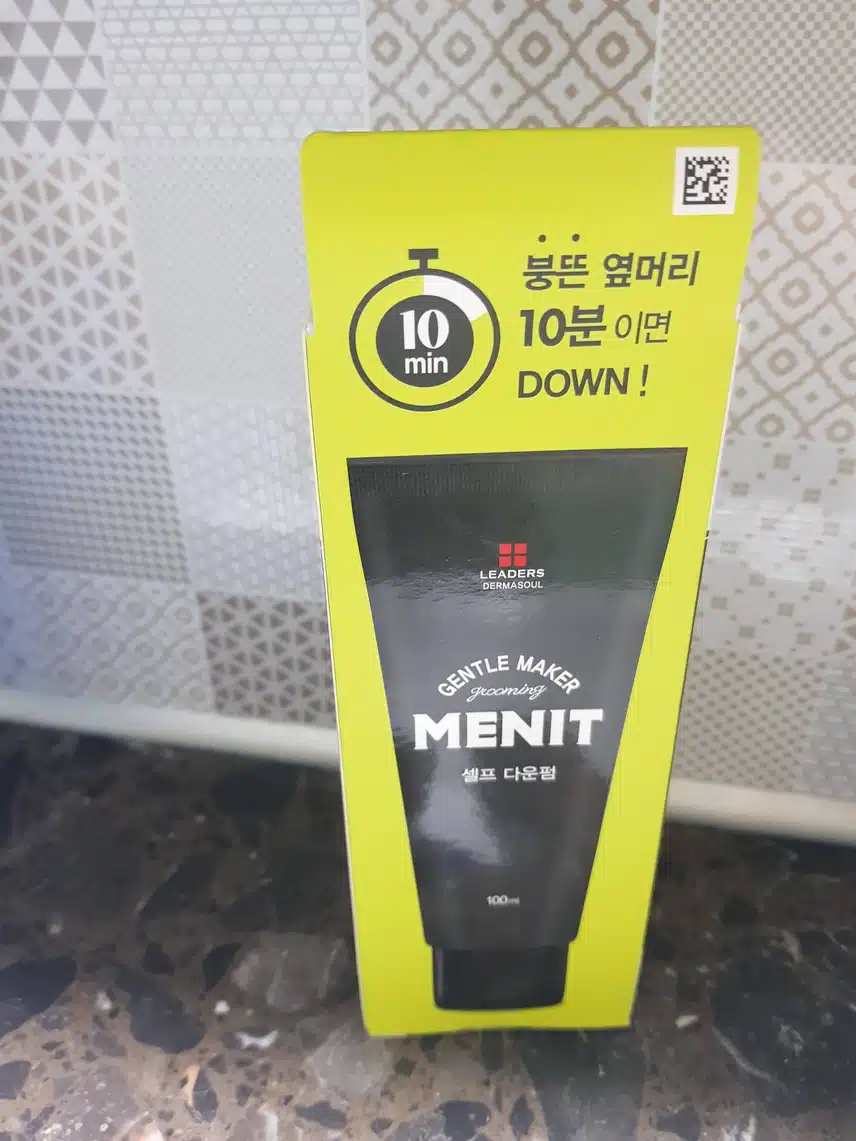 10
min
붕뜬 옆머리
10분이면
DOWN!
LEADERS
DERMASOUL
GENTLE MAKER
grooming
MENIT
셀프 다운펌
100ml